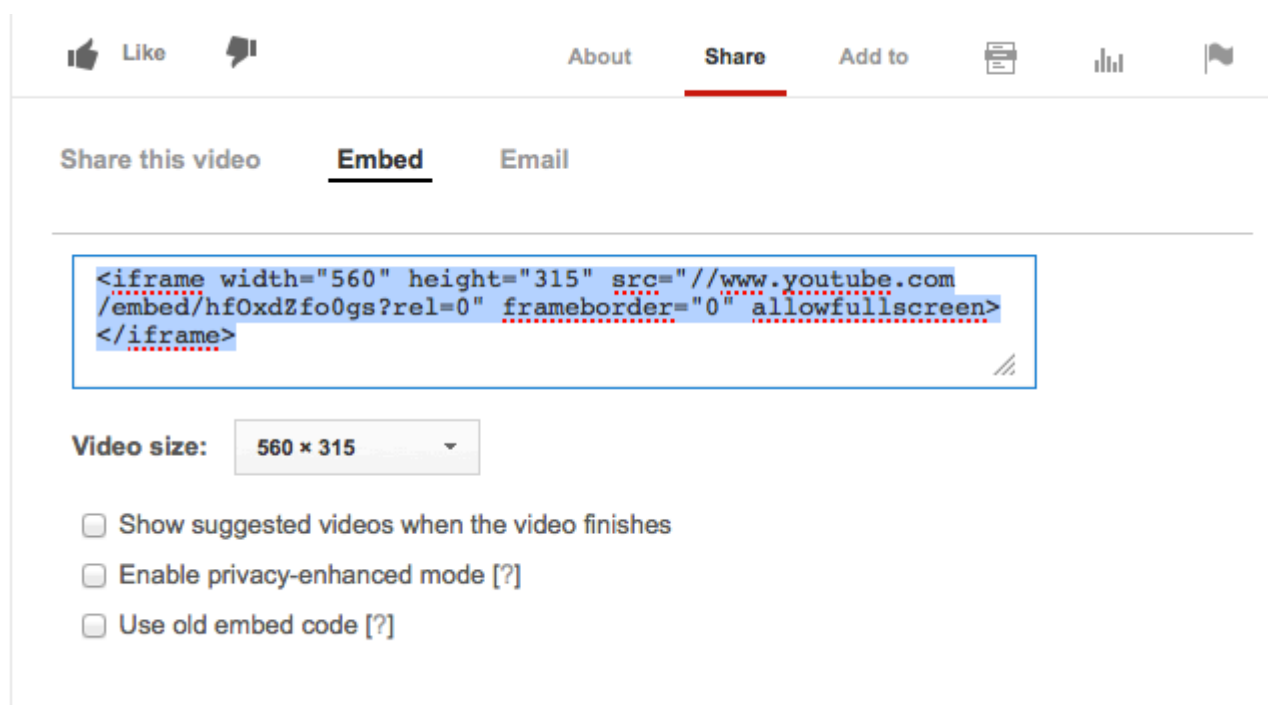 Like About Share Add to
Share this video Embed Email
<iframe width="560" height="315" src="//www.youtube.com
/embed/hfOxdZfo0gs?rel=0" frameborder="0" allowfullscreen>
</iframe>
Video size: 560 × 315
Show suggested videos when the video finishes
Enable privacy-enhanced mode [?]
Use old embed code [?]